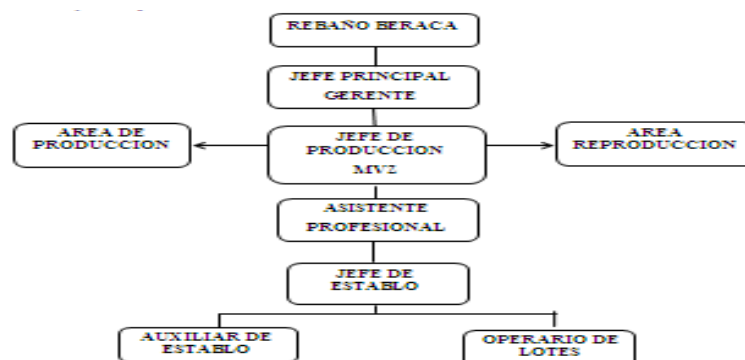 REBAÑO BERACA
JEFE PRINCIPAL
GERENTE
AREA DE
PRODUCCION
JEFE DE
PRODUCCION
MVZ
AREA
REPRODUCCION
ASISTENTE
PROFESIONAL
JEFE DE
ESTABLO
AUXILIAR DE
ESTABLO
OPERARIO DE
LOTES